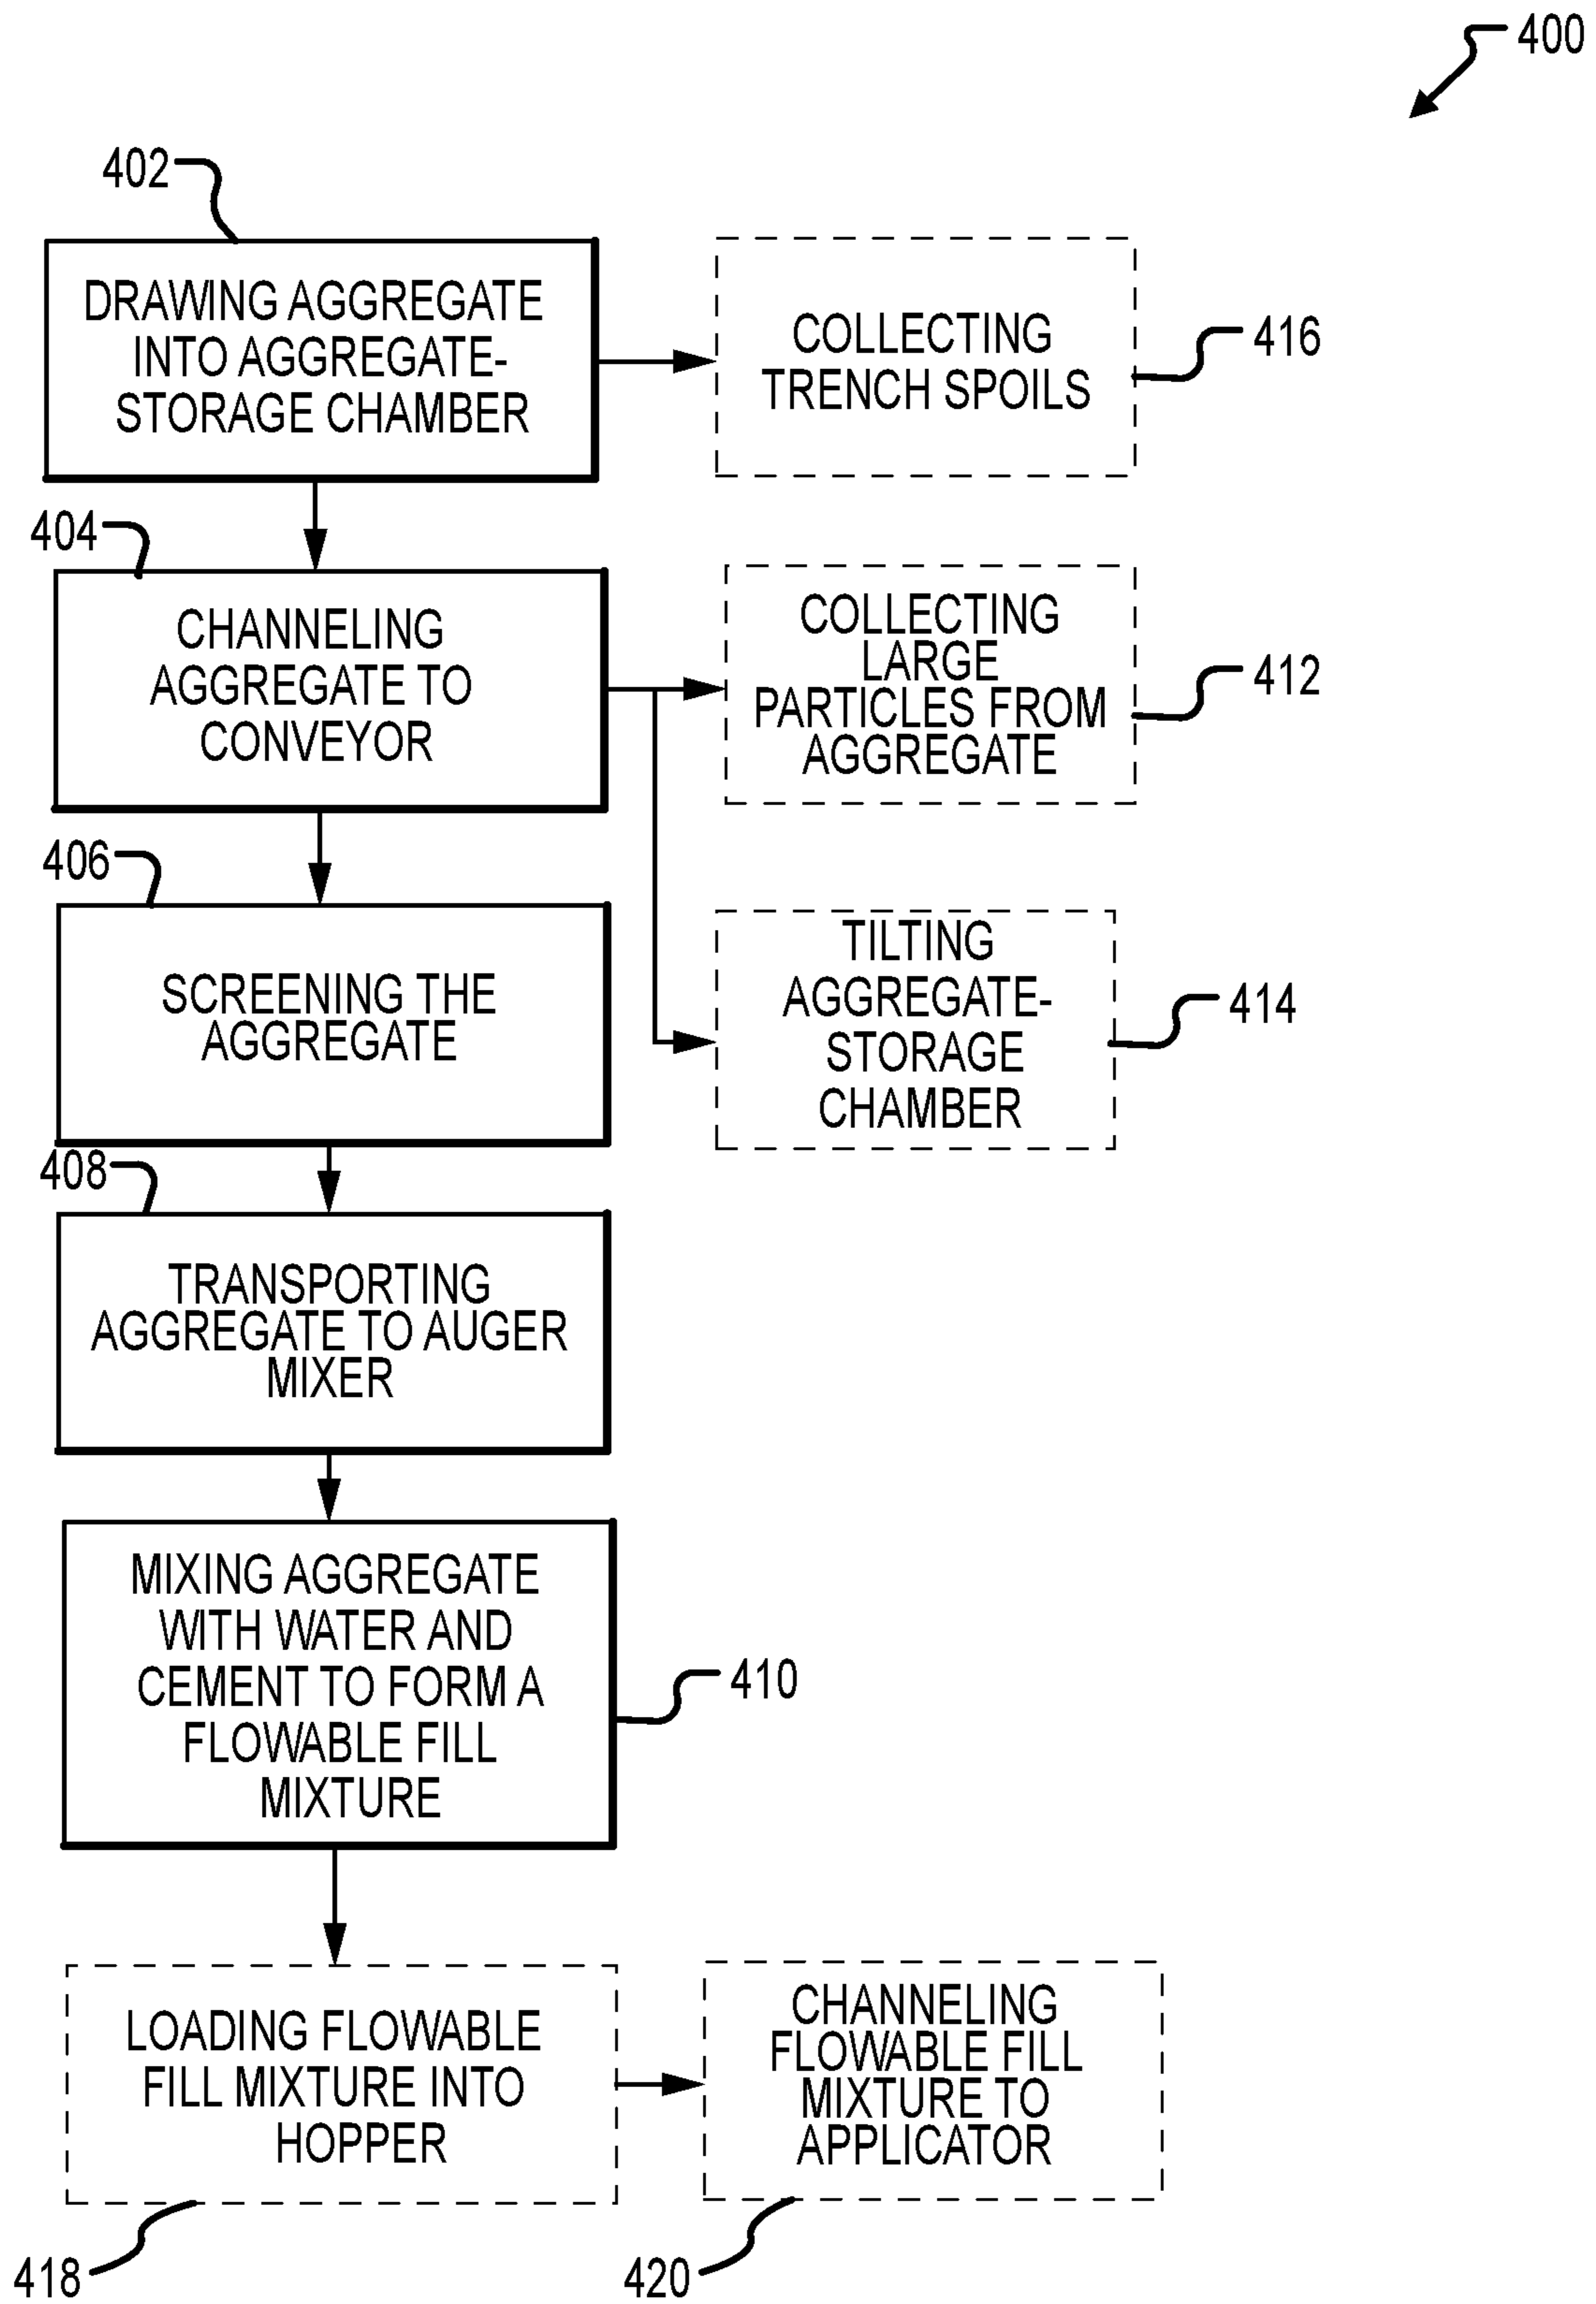 400
402
DRAWING AGGREGATE
INTO AGGREGATE-
STORAGE CHAMBER
COLLECTING
TRENCH SPOILS
416
404
CHANNELING
AGGREGATE TO
CONVEYOR
COLLECTING
LARGE
PARTICLES FROM
AGGREGATE
412
406
SCREENING THE
AGGREGATE
TILTING
AGGREGATE-
STORAGE
CHAMBER
414
408
TRANSPORTING
AGGREGATE TO AUGER
MIXER
MIXING AGGREGATE
WITH WATER AND
CEMENT TO FORM A
FLOWABLE FILL
MIXTURE
410
LOADING FLOWABLE
FILL MIXTURE INTO
HOPPER
CHANNELING
FLOWABLE FILL
MIXTURE TO
APPLICATOR
418
420